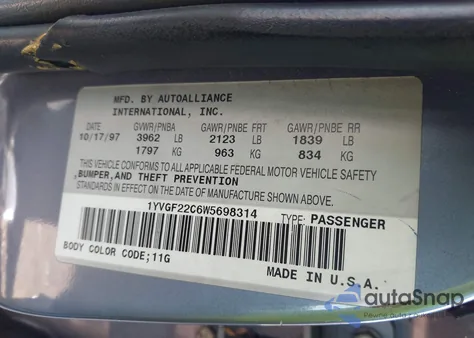 MFD. BY AUTOALLIANCE
INTERNATIONAL, INC.
DATE GVWR/PNBA GAWR/PNBE FRT GAWR/PNBE RR
10/17/97 3962 LB 2123 LB 1839 LB
1797 KG 963 KG 834 KG
THIS VEHICLE CONFORMS TO ALL APPLICABLE FEDERAL MOTOR VEHICLE SAFETY
BUMPER, AND THEFT PREVENTION
STANDARDS IN EFFECT ON THE DATE OF MANUFACTURE SHOWN ABOVE.
1YVGF22C6W5698314 TYPE: PASSENGER
BODY COLOR CODE;11G
MADE IN U.S.A.
autoSnap